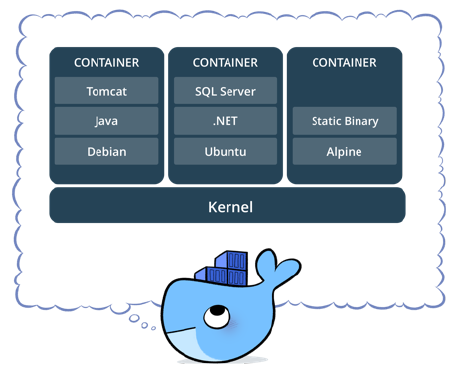 CONTAINER
Tomcat
Java
Debian
CONTAINER
SQL Server
.NET
Ubuntu
CONTAINER
Static Binary
Alpine
Kernel